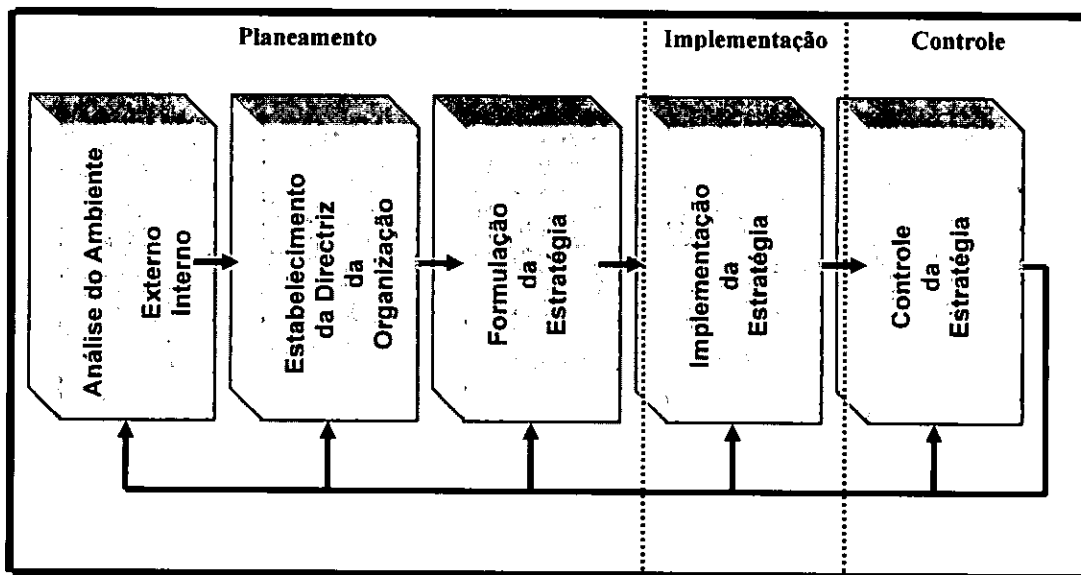 Planeamento
Implementação
Controle
Análise do Ambiente
Externo
Interno
Estabelecimento
da Directriz
da
Organização
Formulação
da
Estratégia
Implementação
da
Estratégia
Controle
da
Estratégia